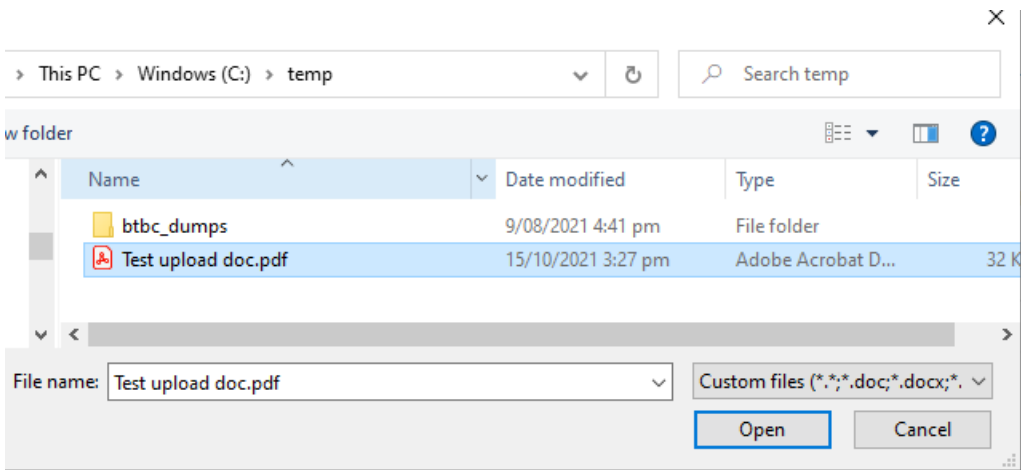 This PC > Windows (C:) > temp
Search temp
w folder
?
Name Date modified Type Size
btbc_dumps 9/08/2021 4:41 pm File folder
Test upload doc.pdf 15/10/2021 3:27 pm Adobe Acrobat D... 32 K
File name: Test upload doc.pdf Custom files (*.*;*.doc;*.docx;*.
Open Cancel